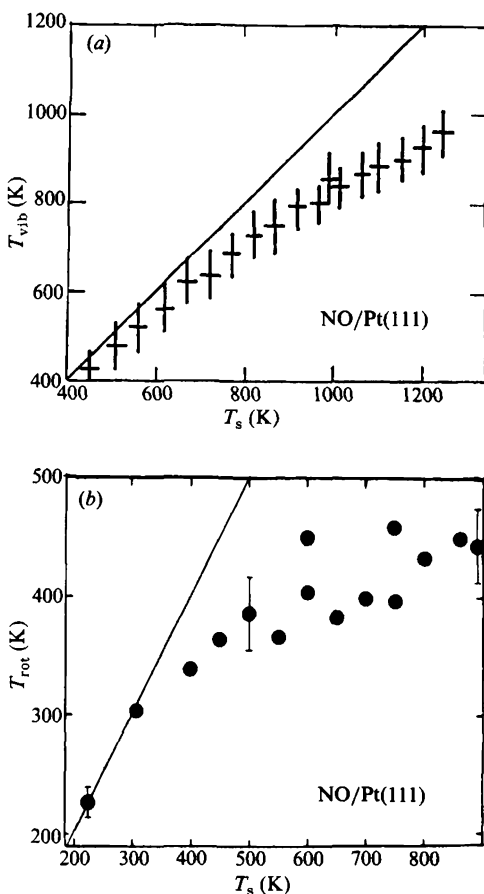 1200
(a)
1000
800
600
400
T_vib (K)
NO/Pt(111)
400 600 800 1000 1200
T_s (K)
500
(b)
400
300
200
T_rot (K)
NO/Pt(111)
200 300 400 500 600 700 800
T_s (K)